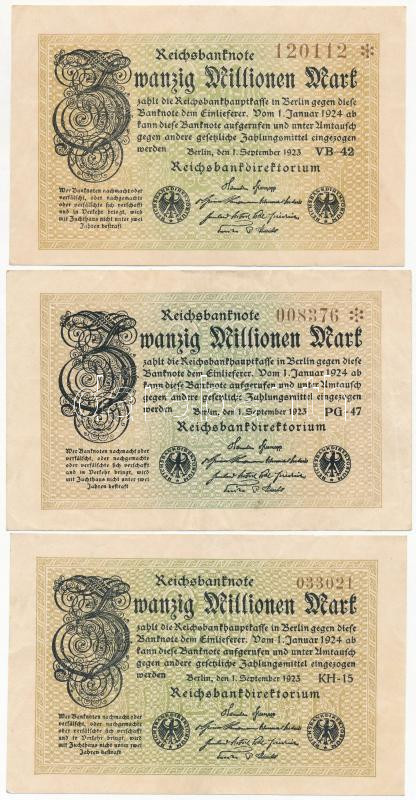 Reichsbanknote 120112 ✻
Zwanzig Millionen Mark
zahlt die Reichsbankhauptkasse in Berlin gegen diese
Banknote dem Einlieferer. Vom 1. Januar 1924 ab
kann diese Banknote aufgerufen und unter Umtausch
gegen andere gesetzliche Zahlungsmittel eingezogen
werden Berlin, den 1. September 1923 VB-42
Reichsbankdirektorium
Wer Banknoten nachmacht oder
verfälscht, oder nachgemachte
oder verfälschte sich verschafft
und in Verkehr bringt, wird
mit Zuchthaus nicht unter zwei
Jahren bestraft
Reichsbanknote 008376 ✻
Zwanzig Millionen Mark
zahlt die Reichsbankhauptkasse in Berlin gegen diese
Banknote dem Einlieferer. Vom 1. Januar 1924 ab
kann diese Banknote aufgerufen und unter Umtausch
gegen andere gesetzliche Zahlungsmittel eingezogen
werden Berlin, den 1. September 1923 PG-47
Reichsbankdirektorium
Wer Banknoten nachmacht oder
verfälscht, oder nachgemachte
oder verfälschte sich verschafft
und in Verkehr bringt, wird
mit Zuchthaus nicht unter zwei
Jahren bestraft
Reichsbanknote 033021
Zwanzig Millionen Mark
zahlt die Reichsbankhauptkasse in Berlin gegen diese
Banknote dem Einlieferer. Vom 1. Januar 1924 ab
kann diese Banknote aufgerufen und unter Umtausch
gegen andere gesetzliche Zahlungsmittel eingezogen
werden Berlin, den 1. September 1923 KH-15
Reichsbankdirektorium
Wer Banknoten nachmacht oder
verfälscht, oder nachgemachte
oder verfälschte sich verschafft
und in Verkehr bringt, wird
mit Zuchthaus nicht unter zwei
Jahren bestraft